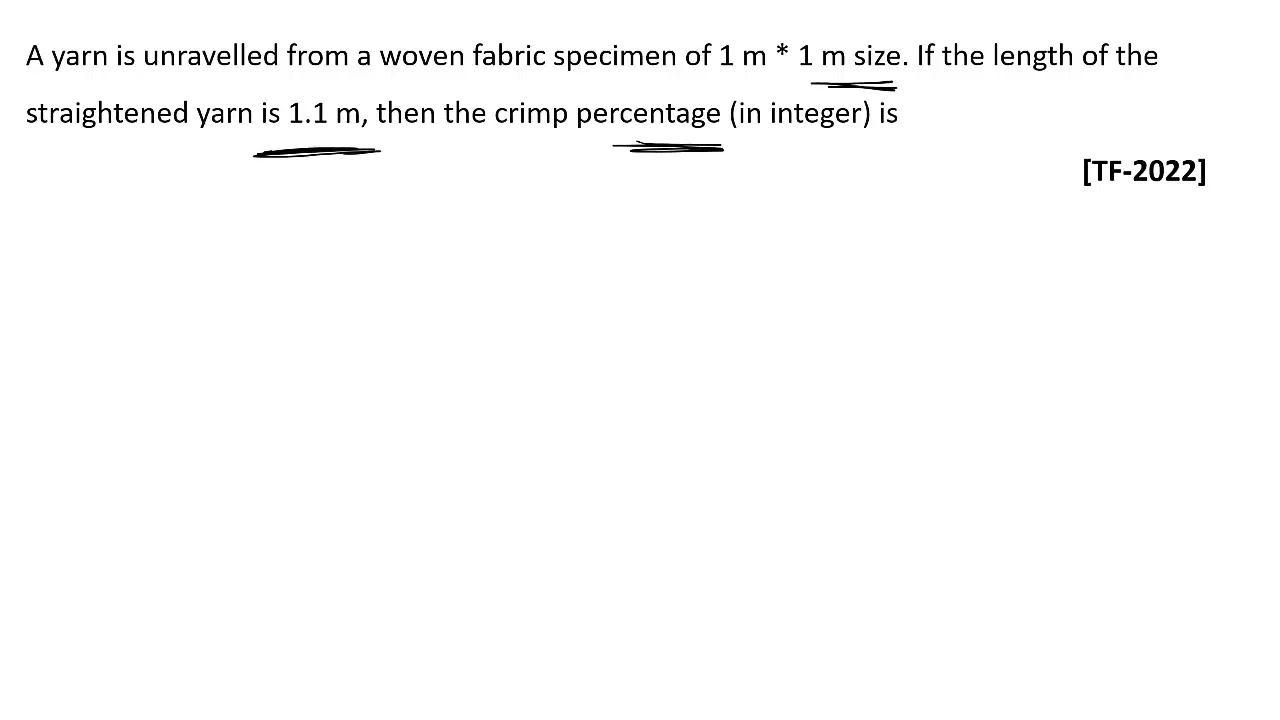 A yarn is unravelled from a woven fabric specimen of 1 m * 1 m size. If the length of the
straightened yarn is 1.1 m, then the crimp percentage (in integer) is
[TF-2022]